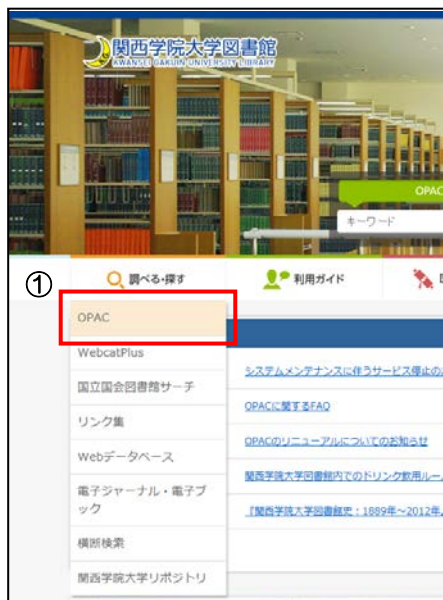 関西学院大学図書館
KWANSEI GAKUIN UNIVERSITY LIBRARY
OPAC
キーワード
①
調べる・探す
利用ガイド
OPAC
WebcatPlus
国立国会図書館サーチ
リンク集
Webデータベース
電子ジャーナル・電子ブ
ック
横断検索
関西学院大学リポジトリ
システムメンテナンスに伴うサービス停止の
OPACに関するFAQ
OPACのリニューアルについてのお知らせ
関西学院大学図書館内でのドリンク飲用ルー
『関西学院大学図書館史：1889年～2012年